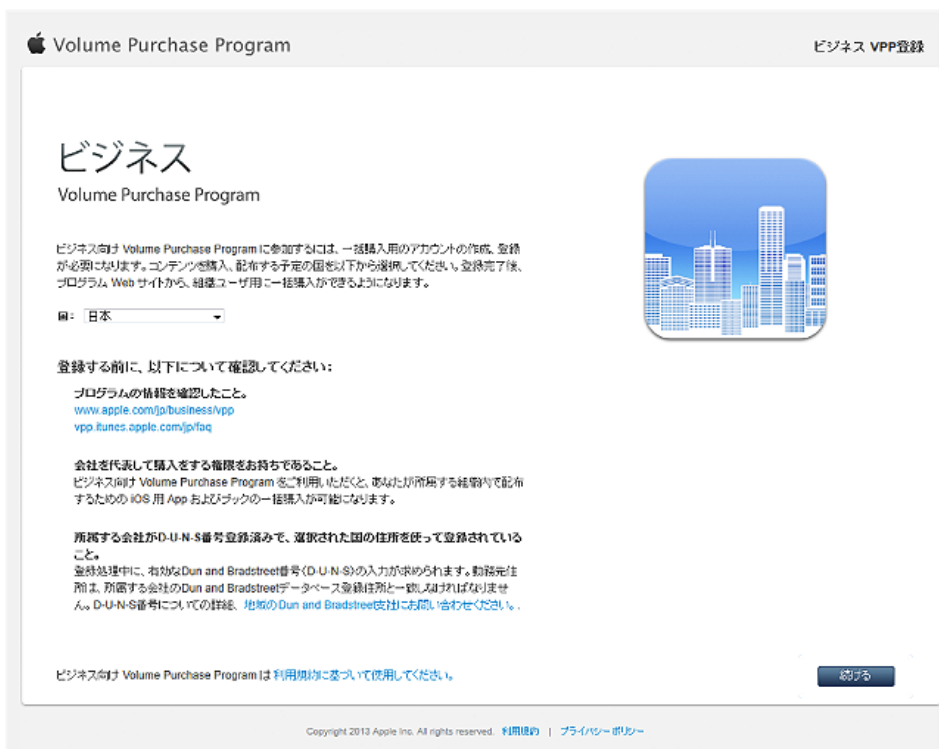 Volume Purchase Program
ビジネス VPP登録
ビジネス
Volume Purchase Program
ビジネス向け Volume Purchase Program に参加するには、一括購入用のアカウントの作成、登録
が必要になります。コンテンツを購入、配布する予定の国を以下から選択してください。登録完了後、
プログラム Web サイトから、組織ユーザ用に一括購入ができるようになります。
国： 日本
登録する前に、以下について確認してください：
プログラムの情報を確認したこと。
www.apple.com/jp/business/vpp
vpp.itunes.apple.com/jp/faq
会社を代表して購入をする権限をお持ちであること。
ビジネス向け Volume Purchase Program をご利用いただくと、あなたが所属する組織内で配布
するための iOS 用 App およびブックの一括購入が可能になります。
所属する会社がD-U-N-S番号登録済みで、選択された国の住所を使って登録されている
こと。
登録処理中に、有効なDun and Bradstreet番号（D-U-N-S）の入力が求められます。勤務先住
所は、所属する会社のDun and Bradstreetデータベース登録住所と一致しなければなりませ
ん。D-U-N-S番号についての詳細、地域のDun and Bradstreet支社にお問い合わせください。.
ビジネス向け Volume Purchase Program は 利用規約に基づいて使用してください。
続ける
Copyright 2013 Apple Inc. All rights reserved. 利用規約 | プライバシーポリシー